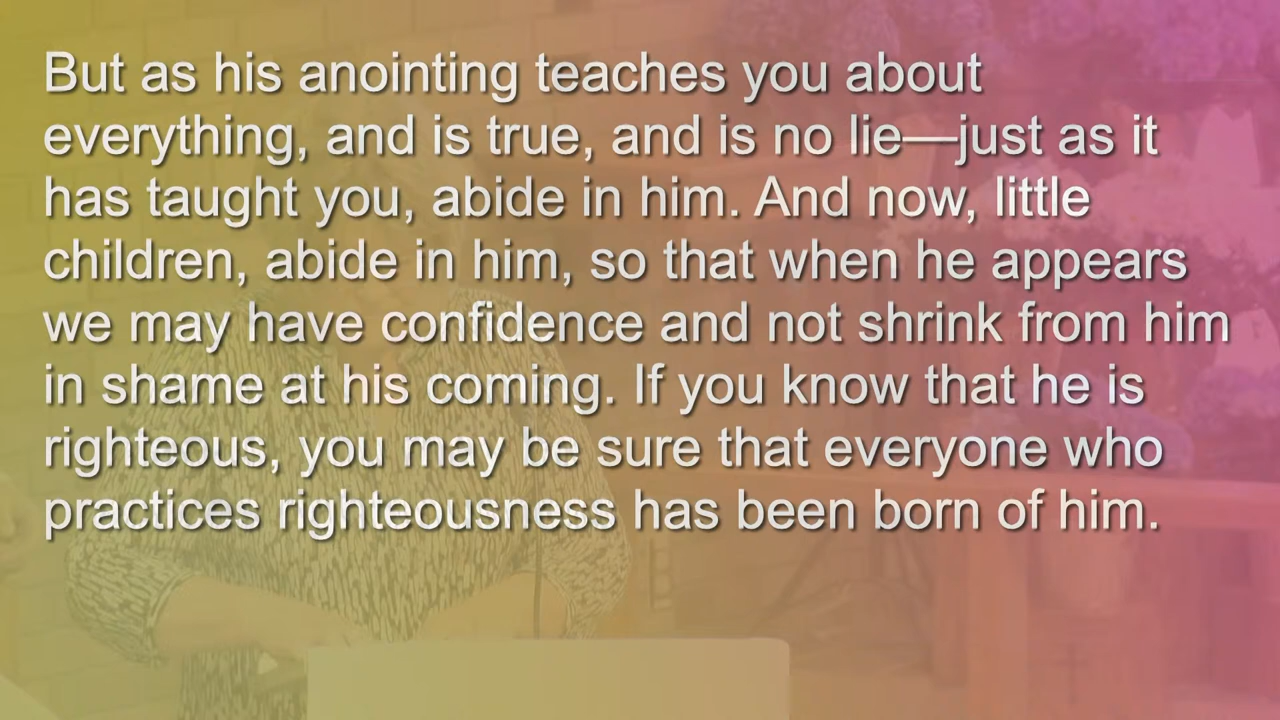 But as his anointing teaches you about
everything, and is true, and is no lie—just as it
has taught you, abide in him. And now, little
children, abide in him, so that when he appears
we may have confidence and not shrink from him
in shame at his coming. If you know that he is
righteous, you may be sure that everyone who
practices righteousness has been born of him.